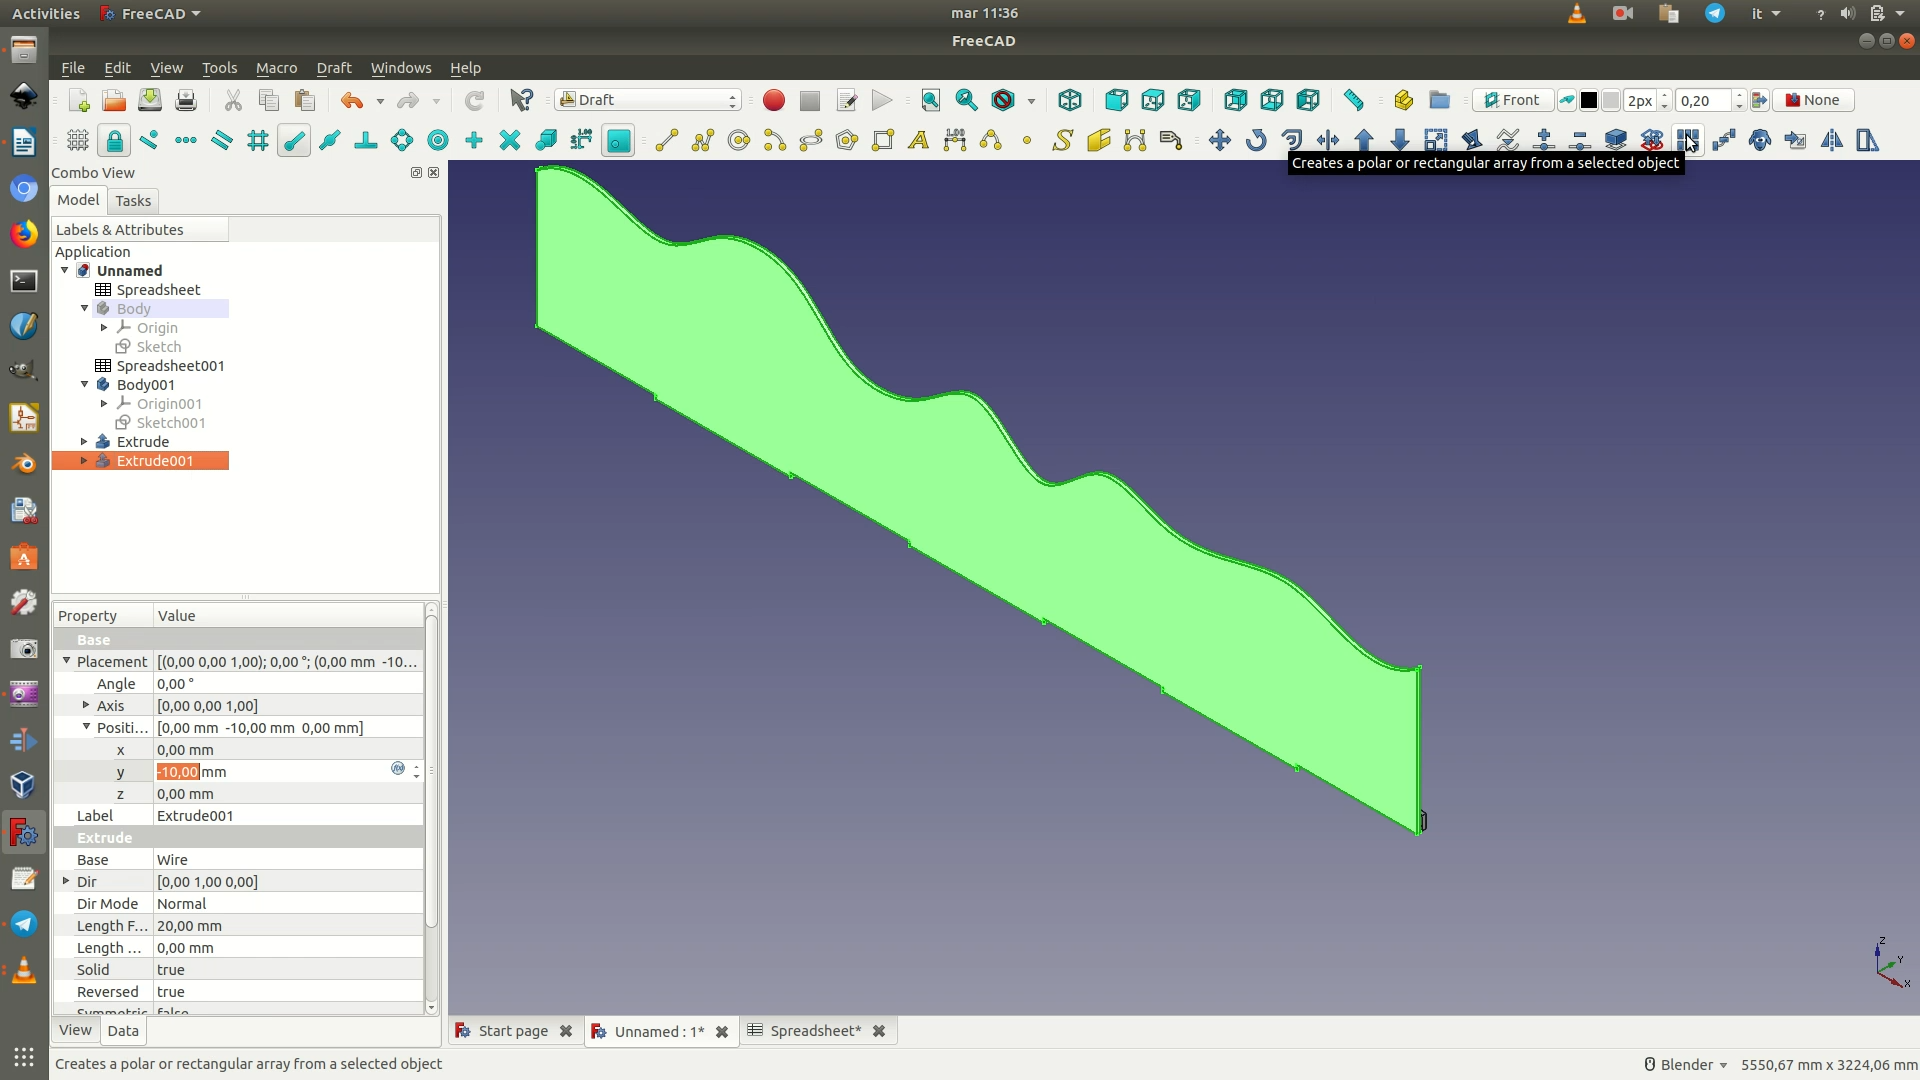 Activities FreeCAD mar 11:36 it ?
FreeCAD
File Edit View Tools Macro Draft Windows Help
Draft Front 2px 0,20 None
Creates a polar or rectangular array from a selected object
Combo View
Model Tasks
Labels & Attributes
Application
Unnamed
Spreadsheet
Body
Origin
Sketch
Spreadsheet001
Body001
Origin001
Sketch001
Extrude
Extrude001
Property Value
Base
Placement [(0,00 0,00 1,00); 0,00 °; (0,00 mm -10...
Angle 0,00 °
Axis [0,00 0,00 1,00]
Positi... [0,00 mm -10,00 mm 0,00 mm]
x 0,00 mm
y -10,00 mm
z 0,00 mm
Label Extrude001
Extrude
Base Wire
Dir [0,00 1,00 0,00]
Dir Mode Normal
Length F... 20,00 mm
Length ... 0,00 mm
Solid true
Reversed true
Symmetric false
View Data
Z
Y
X
Start page Unnamed : 1* Spreadsheet*
Creates a polar or rectangular array from a selected object Blender 5550,67 mm x 3224,06 mm